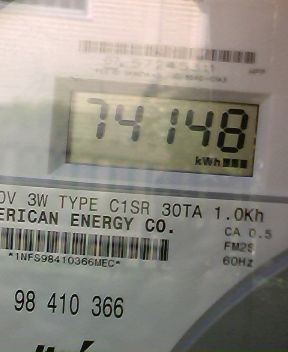 74148
kWh
0V 3W TYPE C1SR 30TA 1.0Kh
ERICAN ENERGY CO.
CA 0.5
FM2S
60Hz
*1NFS98410366MEC*
98 410 366